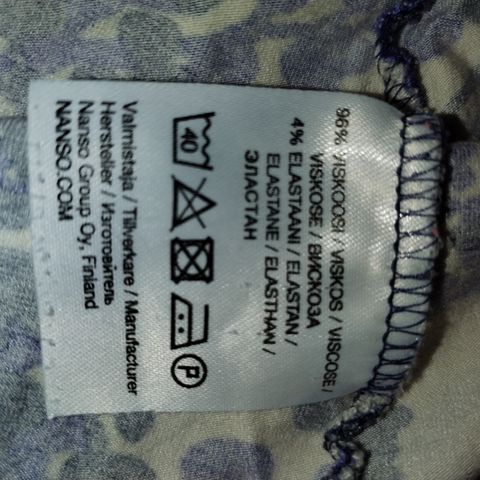 96% VISKOOSI / VISKOS / VISCOSE /
VISKOSE / ВИСКОЗА
4% ELASTAANI / ELASTAN /
ELASTANE / ELASTHAN /
ЭЛАСТАН
40
P
Valmistaja / Tillverkare / Manufacturer
Hersteller / Изготовитель
Nanso Group Oy, Finland
NANSO.COM